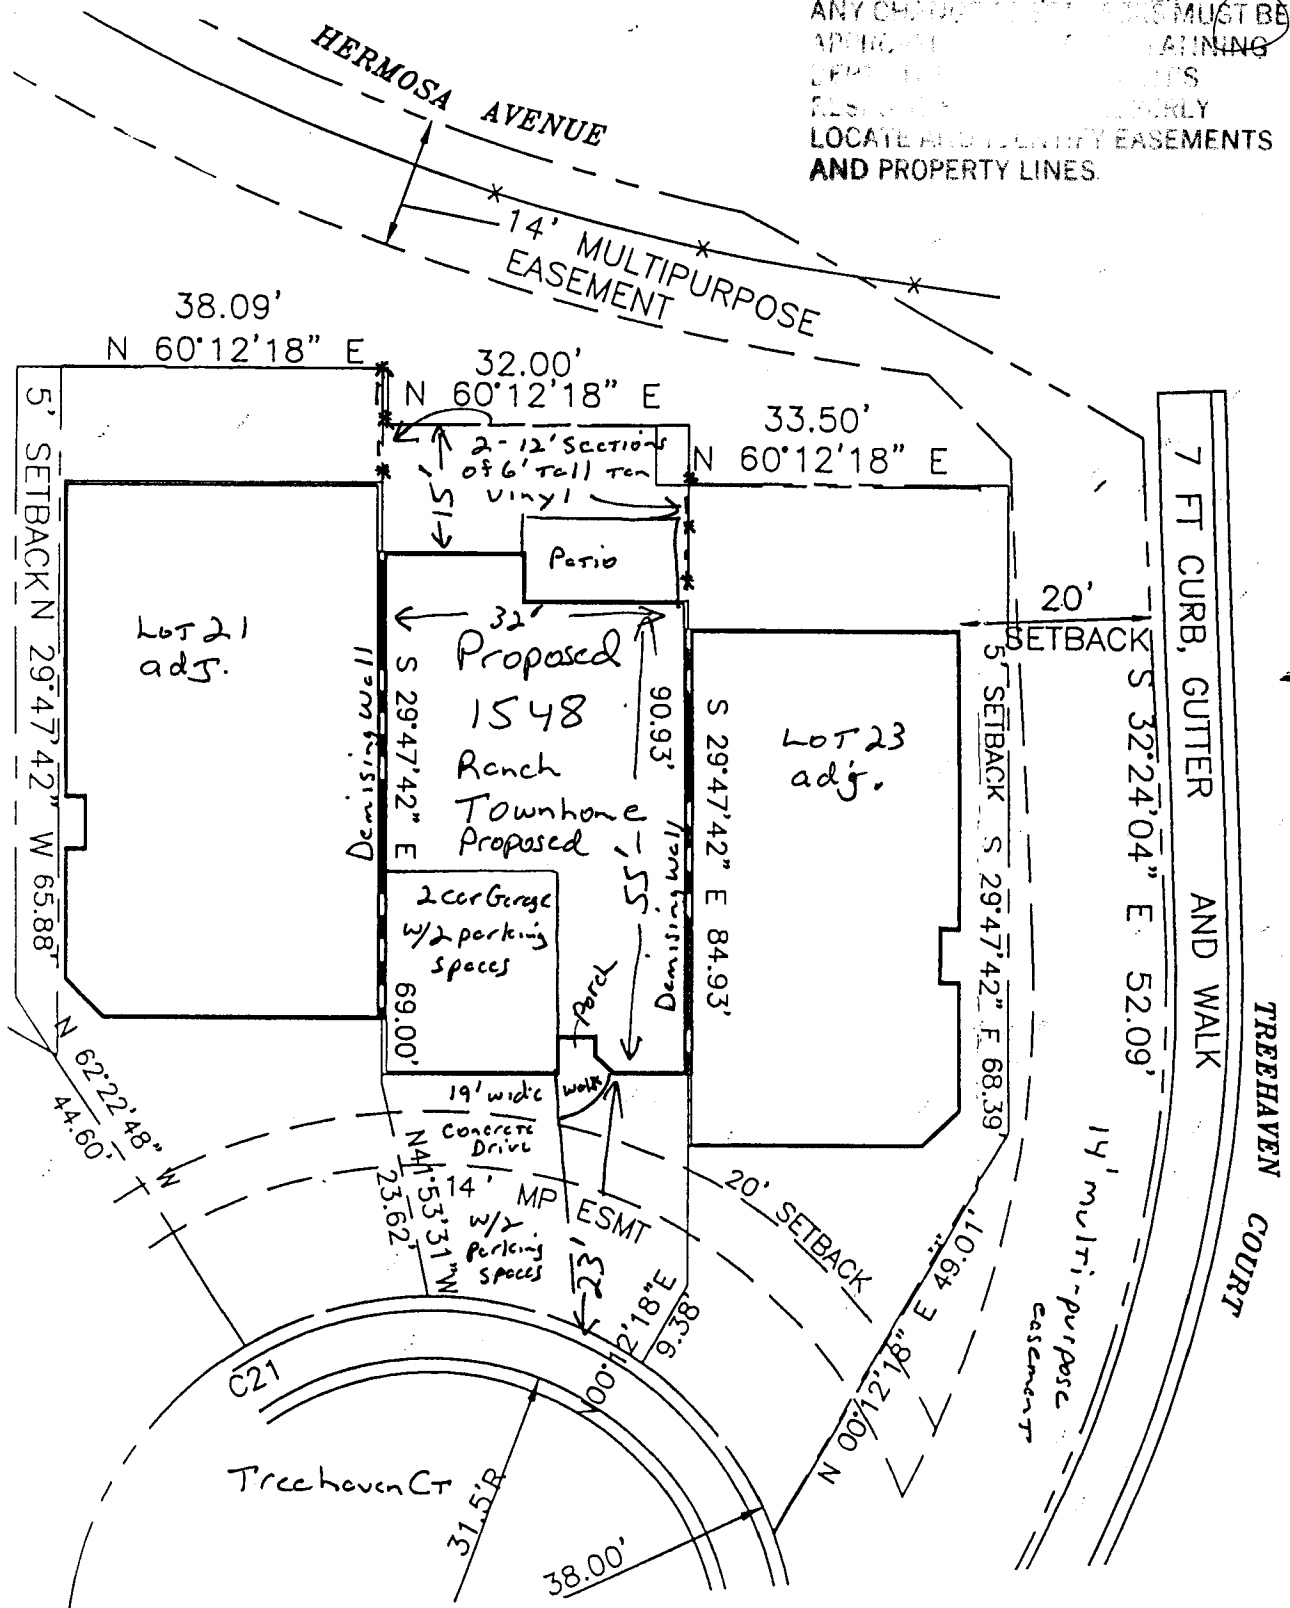 ANY MUST BE
LOCATE AND IDENTIFY EASEMENTS
AND PROPERTY LINES.
HERMOSA AVENUE
14' MULTIPURPOSE
EASEMENT
38.09'
N 60°12'18" E
32.00'
N 60°12'18" E
33.50'
N 60°12'18" E
2 - 12' Sections
of 6' Tall Tan
Vinyl
15'
Patio
5' SETBACK
N 29°47'42" W 65.88'
Lot 21
adj.
Demising Wall
S 29°47'42" E
69.00'
32'
Proposed
1548
Ranch
Townhome
Proposed
90.93'
55'
Demising Wall
S 29°47'42" E 84.93'
Lot 23
adj.
20'
SETBACK
5' SETBACK S 29°47'42" E 68.39'
S 32°24'04" E 52.09'
7 FT CURB, GUTTER AND WALK
TREEHAVEN COURT
14' multi-purpose
easement
2 car Garage
w/2 parking
spaces
Porch
Walk
19' wide
Concrete
Drive
N 62°22'48" W
44.60'
N41°53'31"W
23.62'
14' MP ESMT
w/2
parking
spaces
23'
20' SETBACK
N00°12'18"E
9.38'
N 00°12'18" E 49.01'
C21
Treehaven CT
31.5'R
38.00'